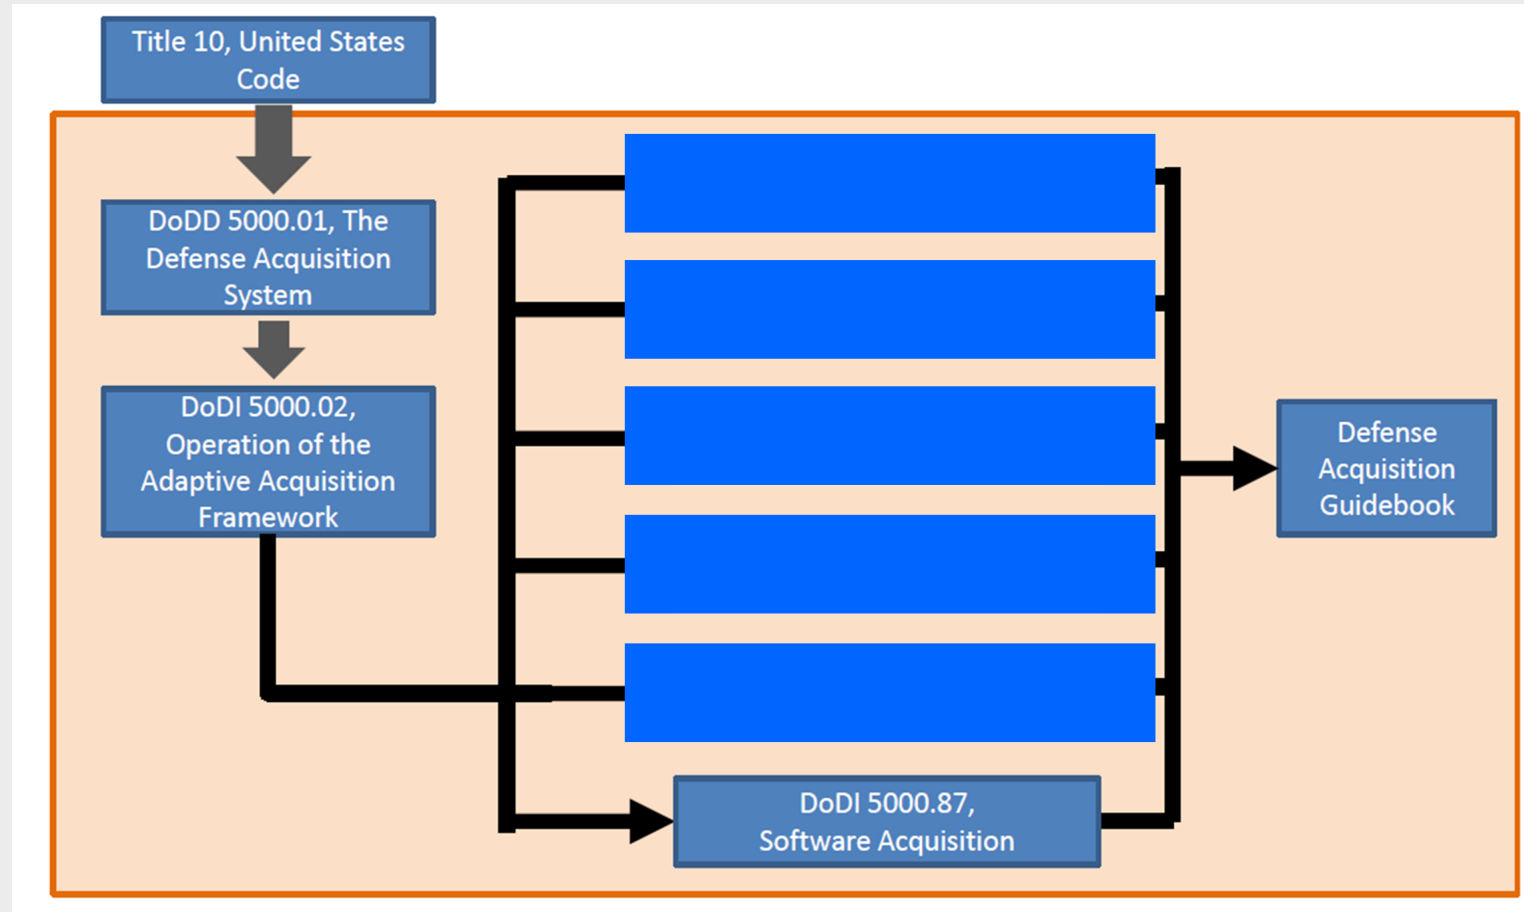 Title 10, United States
Code
DoDD 5000.01, The
Defense Acquisition
System
DoDI 5000.02,
Operation of the
Adaptive Acquisition
Framework
Defense
Acquisition
Guidebook
DoDI 5000.87,
Software Acquisition